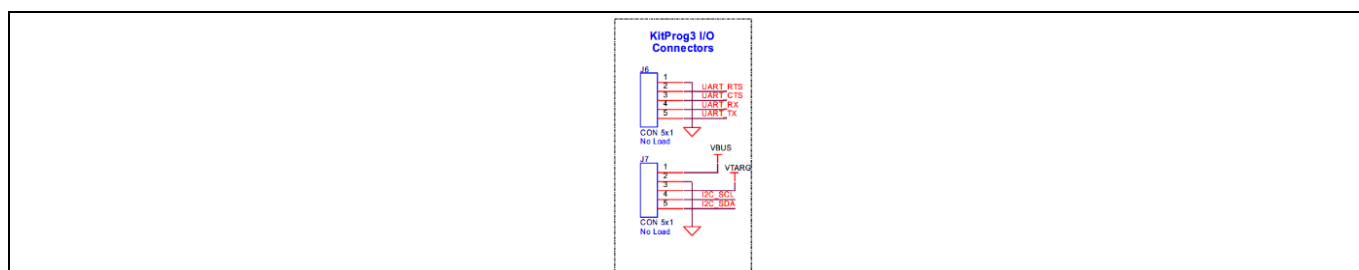 KitProg3 I/O
Connectors
J6
1
2 UART_RTS
3 UART_CTS
4 UART_RX
5 UART_TX
CON 5x1
No Load
VBUS
J7
1 VTARG
2
3
4 I2C_SCL
5 I2C_SDA
CON 5x1
No Load